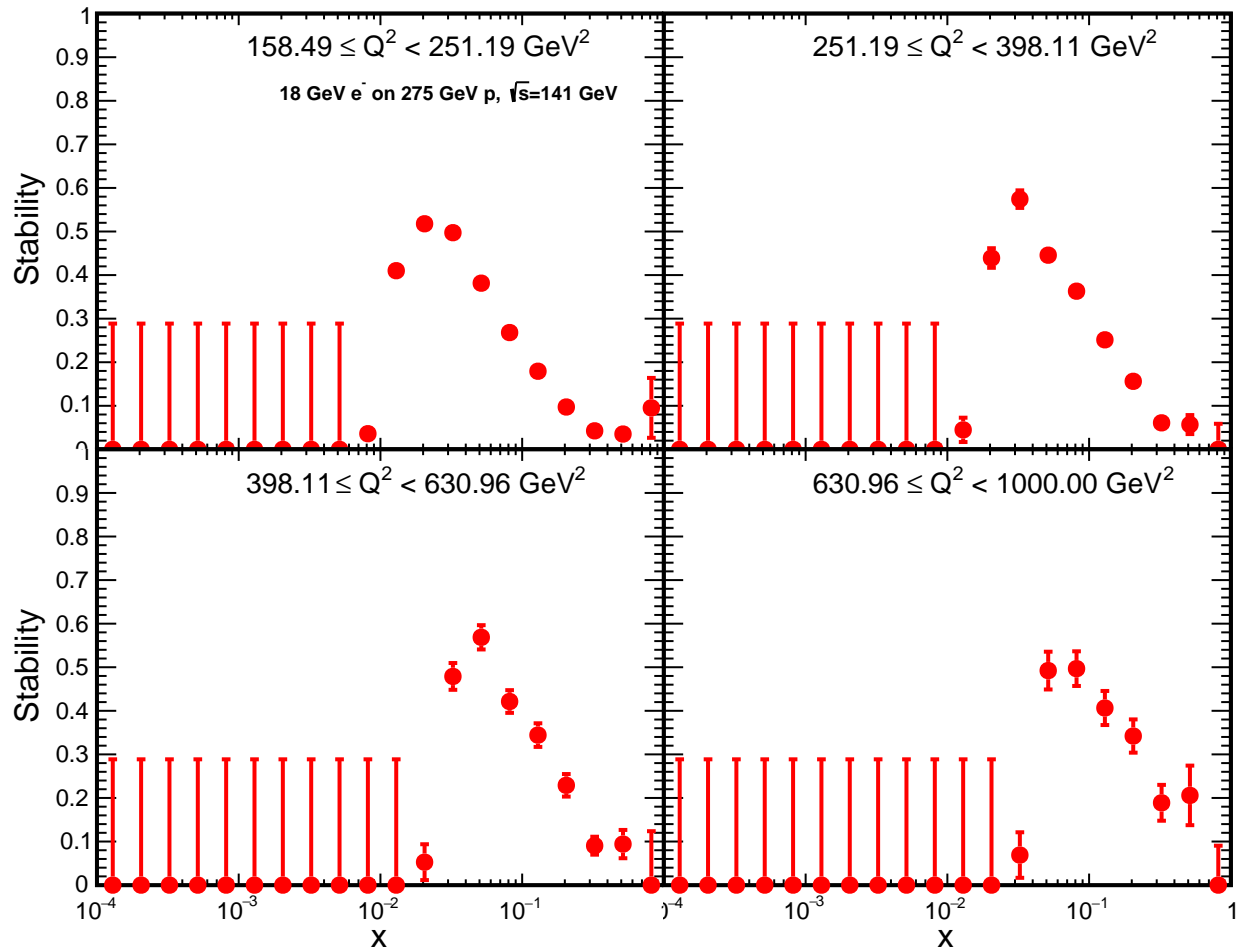 158.49 ≤ Q² < 251.19 GeV²
18 GeV e⁻ on 275 GeV p, √s=141 GeV
Stability
1
0.9
0.8
0.7
0.6
0.5
0.4
0.3
0.2
0.1
0
251.19 ≤ Q² < 398.11 GeV²
398.11 ≤ Q² < 630.96 GeV²
Stability
0.9
0.8
0.7
0.6
0.5
0.4
0.3
0.2
0.1
0
10⁻⁴ 10⁻³ 10⁻² 10⁻¹
x
630.96 ≤ Q² < 1000.00 GeV²
10⁻³ 10⁻² 10⁻¹ 1
x